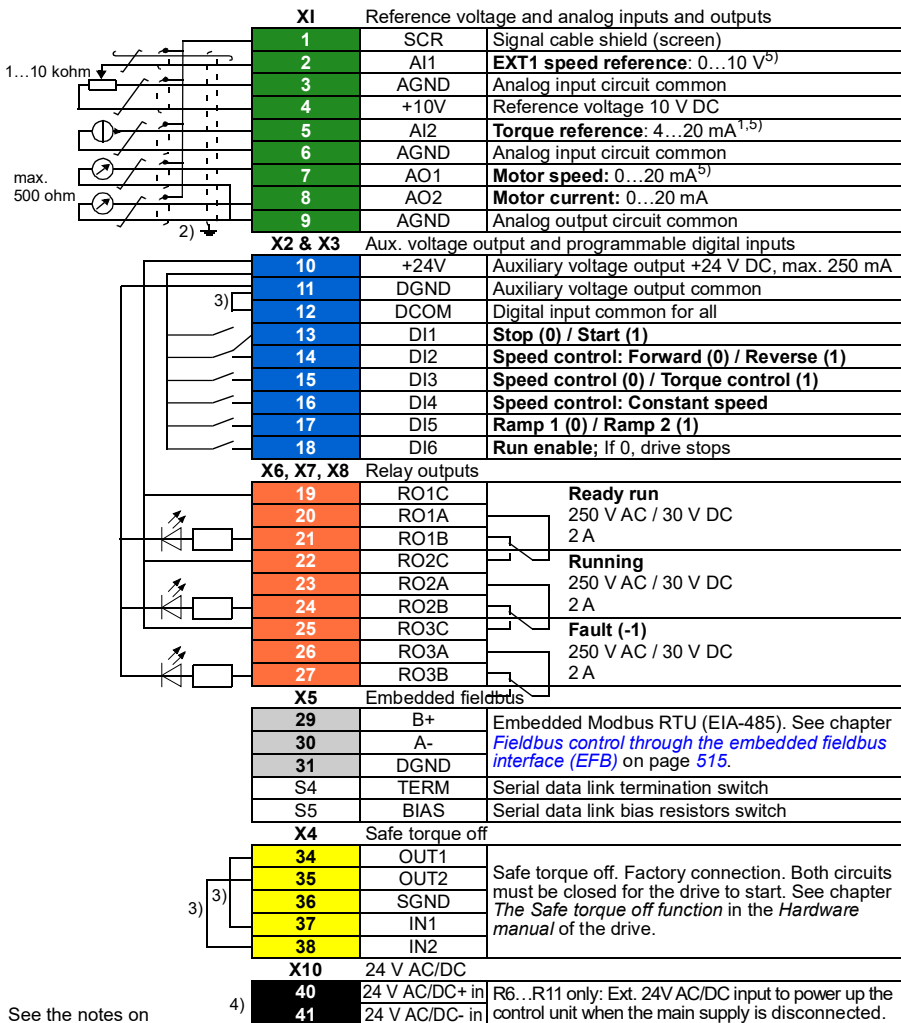 XI Reference voltage and analog inputs and outputs
1 SCR Signal cable shield (screen)
2 AI1 EXT1 speed reference: 0…10 V5)
1…10 kohm
3 AGND Analog input circuit common
4 +10V Reference voltage 10 V DC
5 AI2 Torque reference: 4…20 mA1,5)
6 AGND Analog input circuit common
7 AO1 Motor speed: 0…20 mA5)
max.
500 ohm
8 AO2 Motor current: 0…20 mA
9 AGND Analog output circuit common
2)
X2 & X3 Aux. voltage output and programmable digital inputs
10 +24V Auxiliary voltage output +24 V DC, max. 250 mA
11 DGND Auxiliary voltage output common
3)
12 DCOM Digital input common for all
13 DI1 Stop (0) / Start (1)
14 DI2 Speed control: Forward (0) / Reverse (1)
15 DI3 Speed control (0) / Torque control (1)
16 DI4 Speed control: Constant speed
17 DI5 Ramp 1 (0) / Ramp 2 (1)
18 DI6 Run enable; If 0, drive stops
X6, X7, X8 Relay outputs
19 RO1C Ready run
20 RO1A 250 V AC / 30 V DC
21 RO1B 2 A
22 RO2C Running
23 RO2A 250 V AC / 30 V DC
24 RO2B 2 A
25 RO3C Fault (-1)
26 RO3A 250 V AC / 30 V DC
27 RO3B 2 A
X5 Embedded fieldbus
29 B+ Embedded Modbus RTU (EIA-485). See chapter
30 A- Fieldbus control through the embedded fieldbus
31 DGND interface (EFB) on page 515.
S4 TERM Serial data link termination switch
S5 BIAS Serial data link bias resistors switch
X4 Safe torque off
34 OUT1
35 OUT2 Safe torque off. Factory connection. Both circuits
36 SGND must be closed for the drive to start. See chapter
37 IN1 The Safe torque off function in the Hardware
38 IN2 manual of the drive.
3)
3)
X10 24 V AC/DC
40 24 V AC/DC+ in R6…R11 only: Ext. 24V AC/DC input to power up the
4)
41 24 V AC/DC- in control unit when the main supply is disconnected.
See the notes on